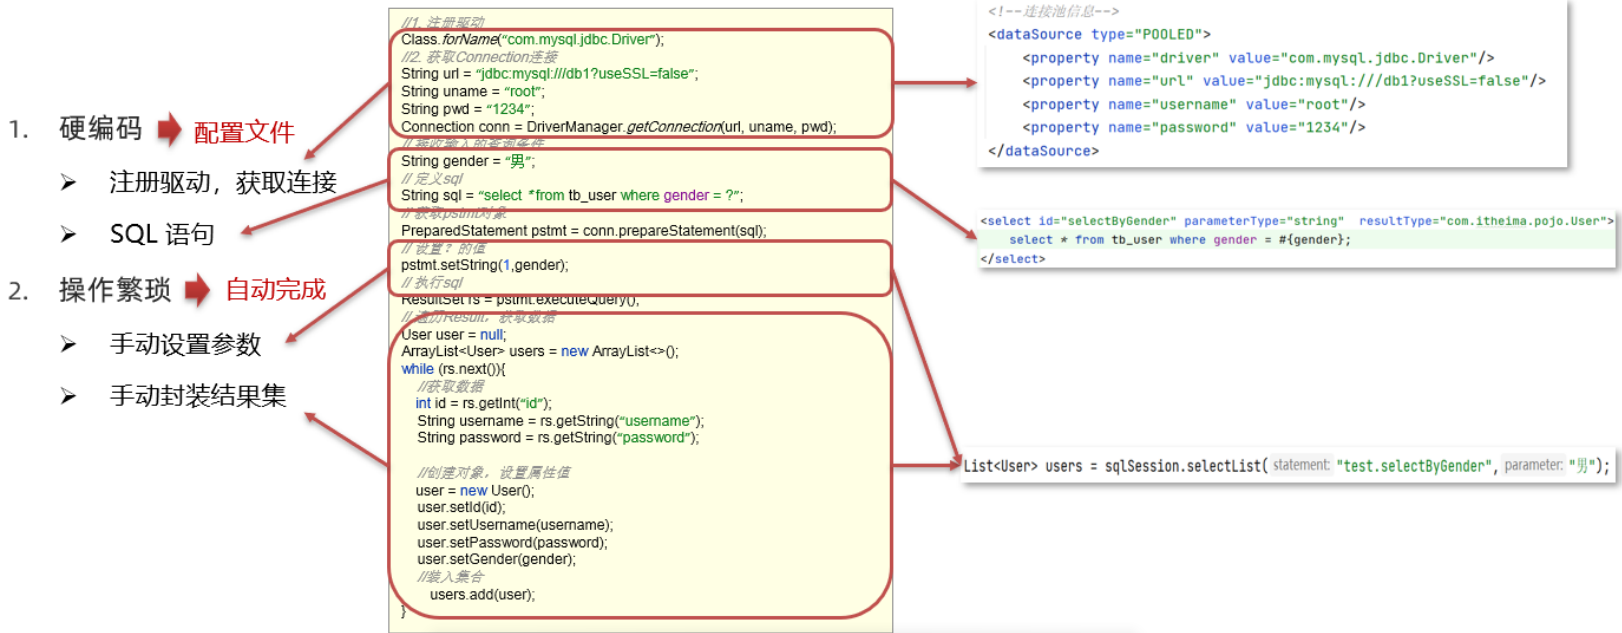 1. 硬编码 配置文件
注册驱动，获取连接
SQL 语句
2. 操作繁琐 自动完成
手动设置参数
手动封装结果集
//1. 注册驱动
Class.forName(“com.mysql.jdbc.Driver”);
//2. 获取Connection连接
String url = “jdbc:mysql:///db1?useSSL=false”;
String uname = “root”;
String pwd = “1234”;
Connection conn = DriverManager.getConnection(url, uname, pwd);
// 接收输入的查询条件
String gender = “男”;
// 定义sql
String sql = “select *from tb_user where gender = ?”;
// 获取pstmt对象
PreparedStatement pstmt = conn.prepareStatement(sql);
// 设置？的值
pstmt.setString(1,gender);
// 执行sql
ResultSet rs = pstmt.executeQuery();
// 遍历Result，获取数据
User user = null;
ArrayList<User> users = new ArrayList<>();
while (rs.next()){
//获取数据
int id = rs.getInt(“id”);
String username = rs.getString(“username”);
String password = rs.getString(“password”);
//创建对象，设置属性值
user = new User();
user.setId(id);
user.setUsername(username);
user.setPassword(password);
user.setGender(gender);
//装入集合
users.add(user);
}
<!--连接池信息-->
<dataSource type="POOLED">
<property name="driver" value="com.mysql.jdbc.Driver"/>
<property name="url" value="jdbc:mysql:///db1?useSSL=false"/>
<property name="username" value="root"/>
<property name="password" value="1234"/>
</dataSource>
<select id="selectByGender" parameterType="string" resultType="com.itheima.pojo.User">
select * from tb_user where gender = #{gender};
</select>
List<User> users = sqlSession.selectList( statement: "test.selectByGender", parameter: "男");